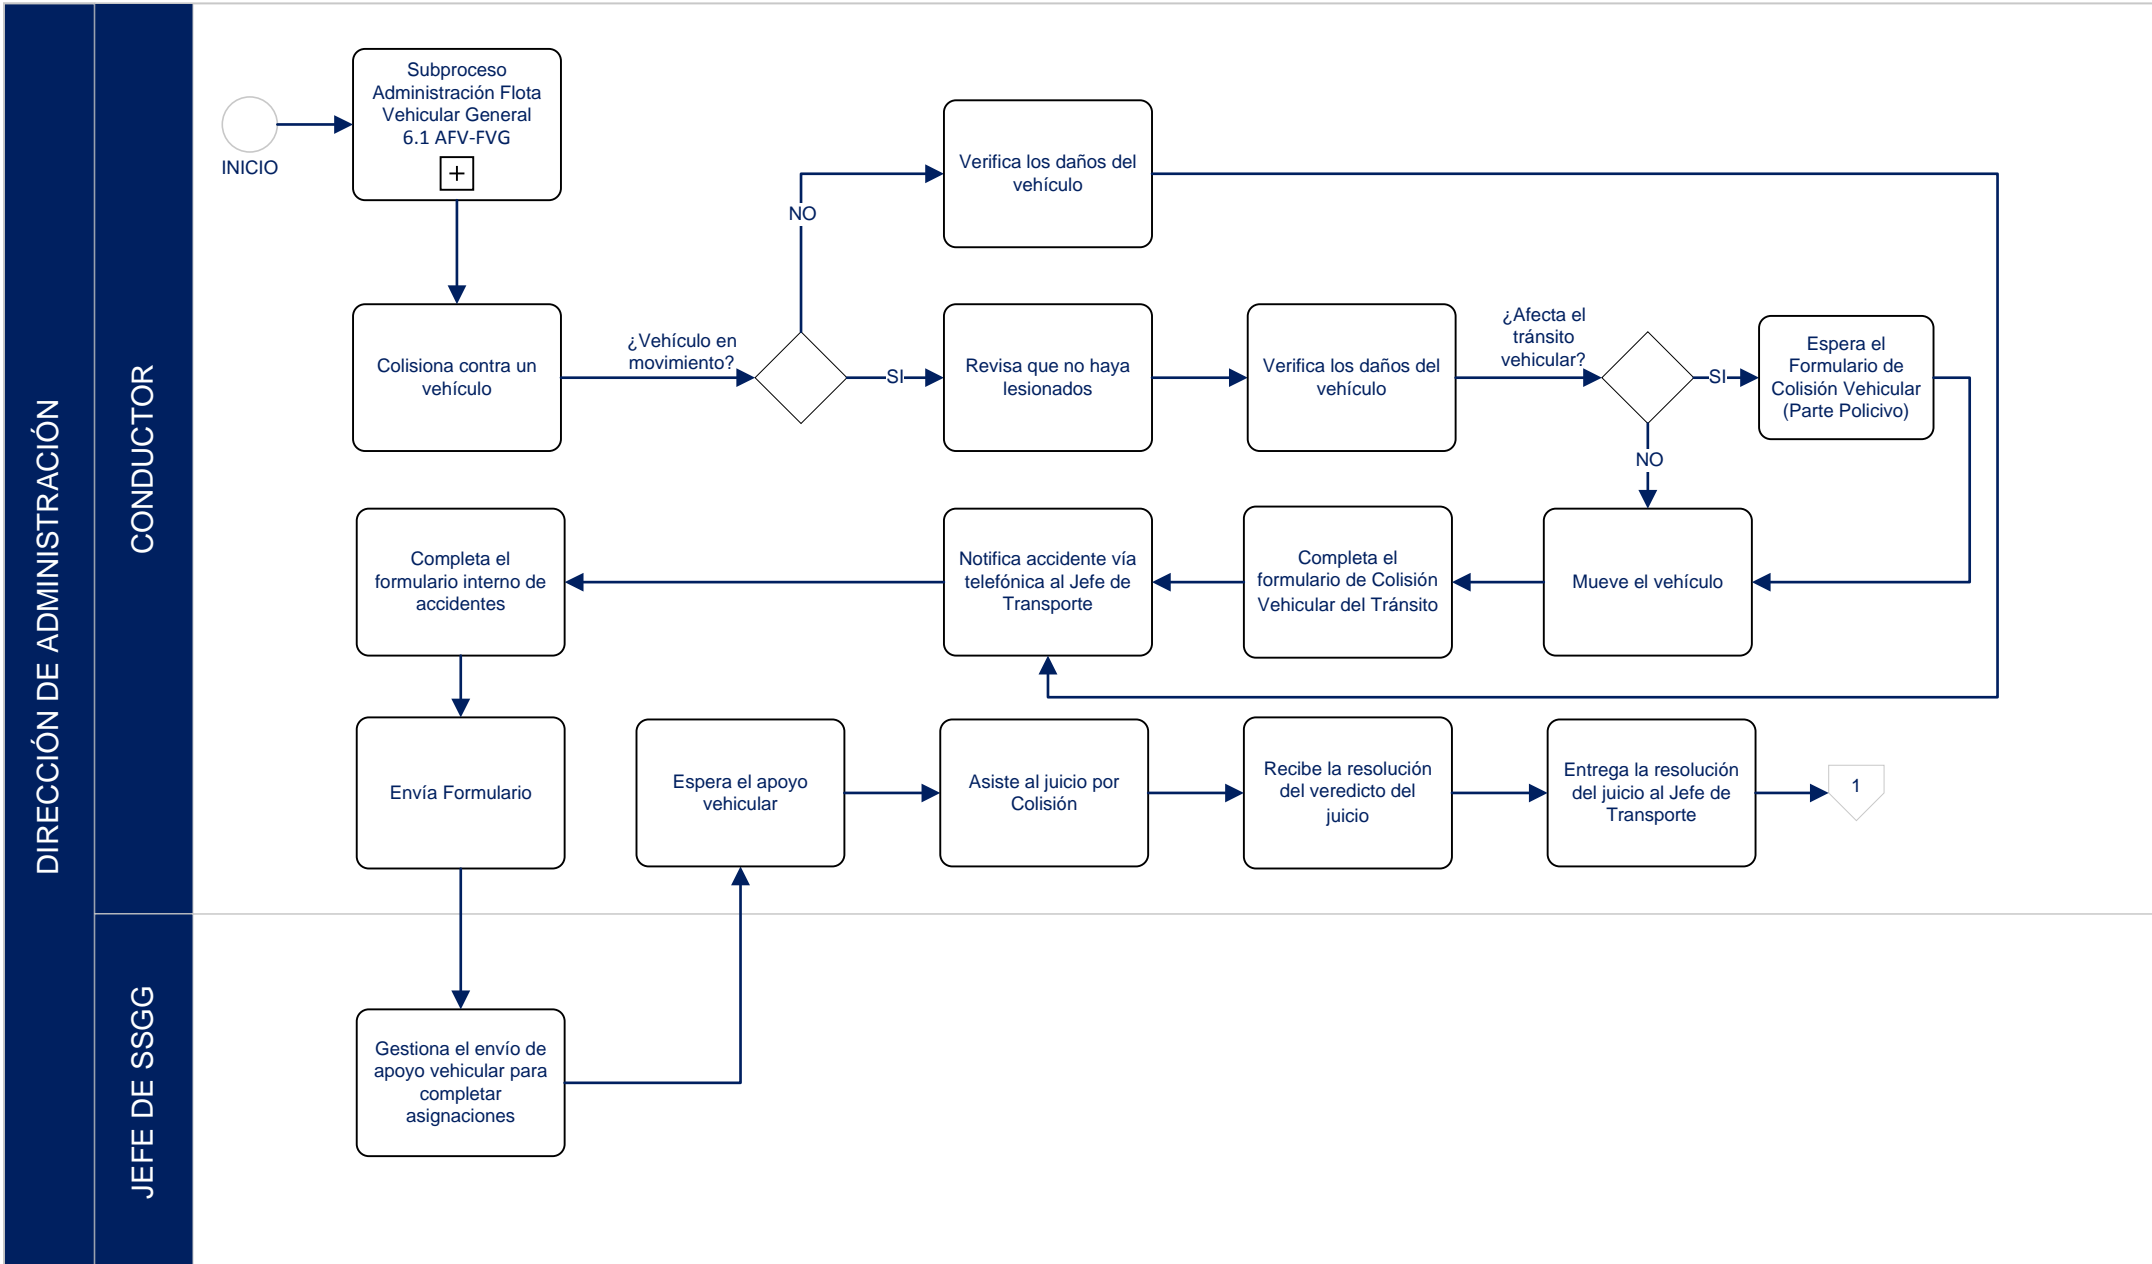 DIRECCIÓN DE ADMINISTRACIÓN
CONDUCTOR
INICIO
Subproceso
Administración Flota
Vehicular General
6.1 AFV-FVG
Colisiona contra un
vehículo
¿Vehículo en
movimiento?
NO
Verifica los daños del
vehículo
SI
Revisa que no haya
lesionados
Verifica los daños del
vehículo
¿Afecta el
tránsito
vehicular?
SI
Espera el
Formulario de
Colisión Vehicular
(Parte Policivo)
NO
Mueve el vehículo
Completa el
formulario de Colisión
Vehicular del Tránsito
Notifica accidente vía
telefónica al Jefe de
Transporte
Completa el
formulario interno de
accidentes
Envía Formulario
Espera el apoyo
vehicular
Asiste al juicio por
Colisión
Recibe la resolución
del veredicto del
juicio
Entrega la resolución
del juicio al Jefe de
Transporte
1
JEFE DE SSGG
Gestiona el envío de
apoyo vehicular para
completar
asignaciones